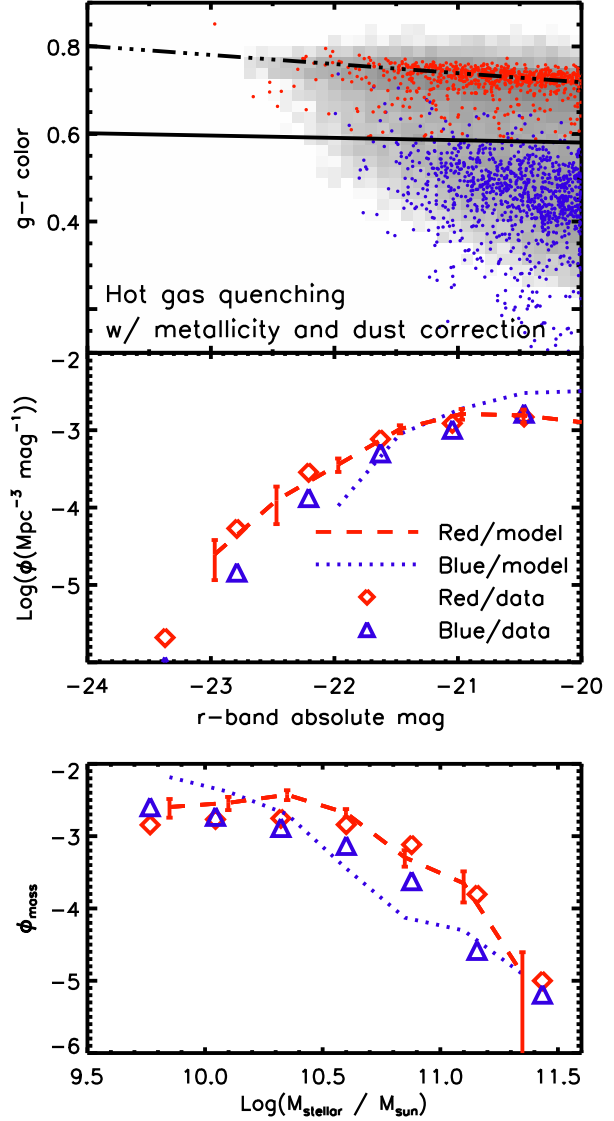 0.8
0.6
0.4
g−r color
Hot gas quenching
w/ metallicity and dust correction
−2
−3
−4
−5
Log(ϕ(Mpc⁻³ mag⁻¹))
Red/model
Blue/model
Red/data
Blue/data
−24 −23 −22 −21 −20
r−band absolute mag
−2
−3
−4
−5
−6
ϕmass
9.5 10.0 10.5 11.0 11.5
Log(Mstellar / Msun)